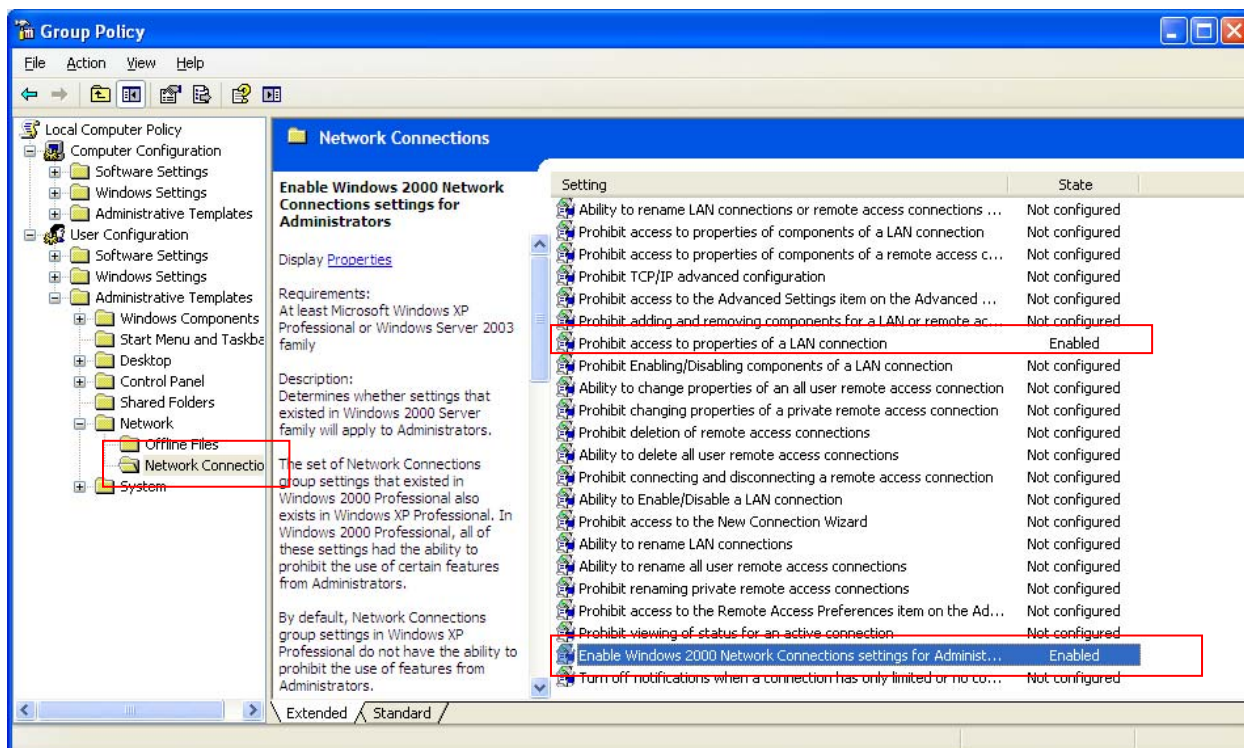 Group Policy
File Action View Help
Local Computer Policy
Computer Configuration
Software Settings
Windows Settings
Administrative Templates
User Configuration
Software Settings
Windows Settings
Administrative Templates
Windows Components
Start Menu and Taskba
Desktop
Control Panel
Shared Folders
Network
Offline Files
Network Connectio
System
Network Connections
Enable Windows 2000 Network
Connections settings for
Administrators
Display Properties
Requirements:
At least Microsoft Windows XP
Professional or Windows Server 2003
family
Description:
Determines whether settings that
existed in Windows 2000 Server
family will apply to Administrators.
The set of Network Connections
group settings that existed in
Windows 2000 Professional also
exists in Windows XP Professional. In
Windows 2000 Professional, all of
these settings had the ability to
prohibit the use of certain features
from Administrators.
By default, Network Connections
group settings in Windows XP
Professional do not have the ability to
prohibit the use of features from
Administrators.
Setting State
Ability to rename LAN connections or remote access connections ... Not configured
Prohibit access to properties of components of a LAN connection Not configured
Prohibit access to properties of components of a remote access c... Not configured
Prohibit TCP/IP advanced configuration Not configured
Prohibit access to the Advanced Settings item on the Advanced ... Not configured
Prohibit adding and removing components for a LAN or remote ac... Not configured
Prohibit access to properties of a LAN connection Enabled
Prohibit Enabling/Disabling components of a LAN connection Not configured
Ability to change properties of an all user remote access connection Not configured
Prohibit changing properties of a private remote access connection Not configured
Prohibit deletion of remote access connections Not configured
Ability to delete all user remote access connections Not configured
Prohibit connecting and disconnecting a remote access connection Not configured
Ability to Enable/Disable a LAN connection Not configured
Prohibit access to the New Connection Wizard Not configured
Ability to rename LAN connections Not configured
Ability to rename all user remote access connections Not configured
Prohibit renaming private remote access connections Not configured
Prohibit access to the Remote Access Preferences item on the Ad... Not configured
Prohibit viewing of status for an active connection Not configured
Enable Windows 2000 Network Connections settings for Administ... Enabled
Turn off notifications when a connection has only limited or no co... Not configured
Extended Standard